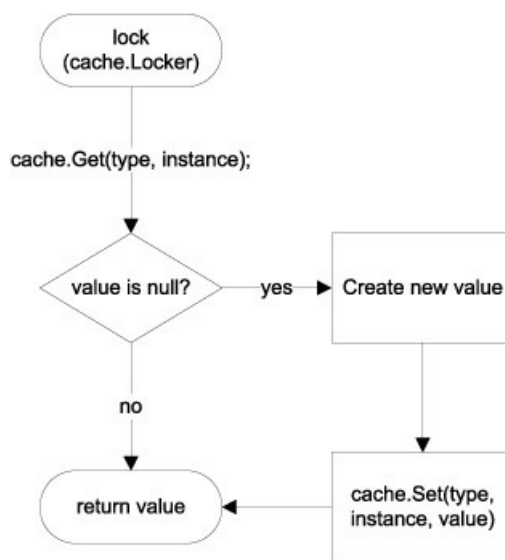 lock
(cache.Locker)
cache.Get(type, instance);
value is null?
yes
Create new value
no
return value
cache.Set(type,
instance, value)